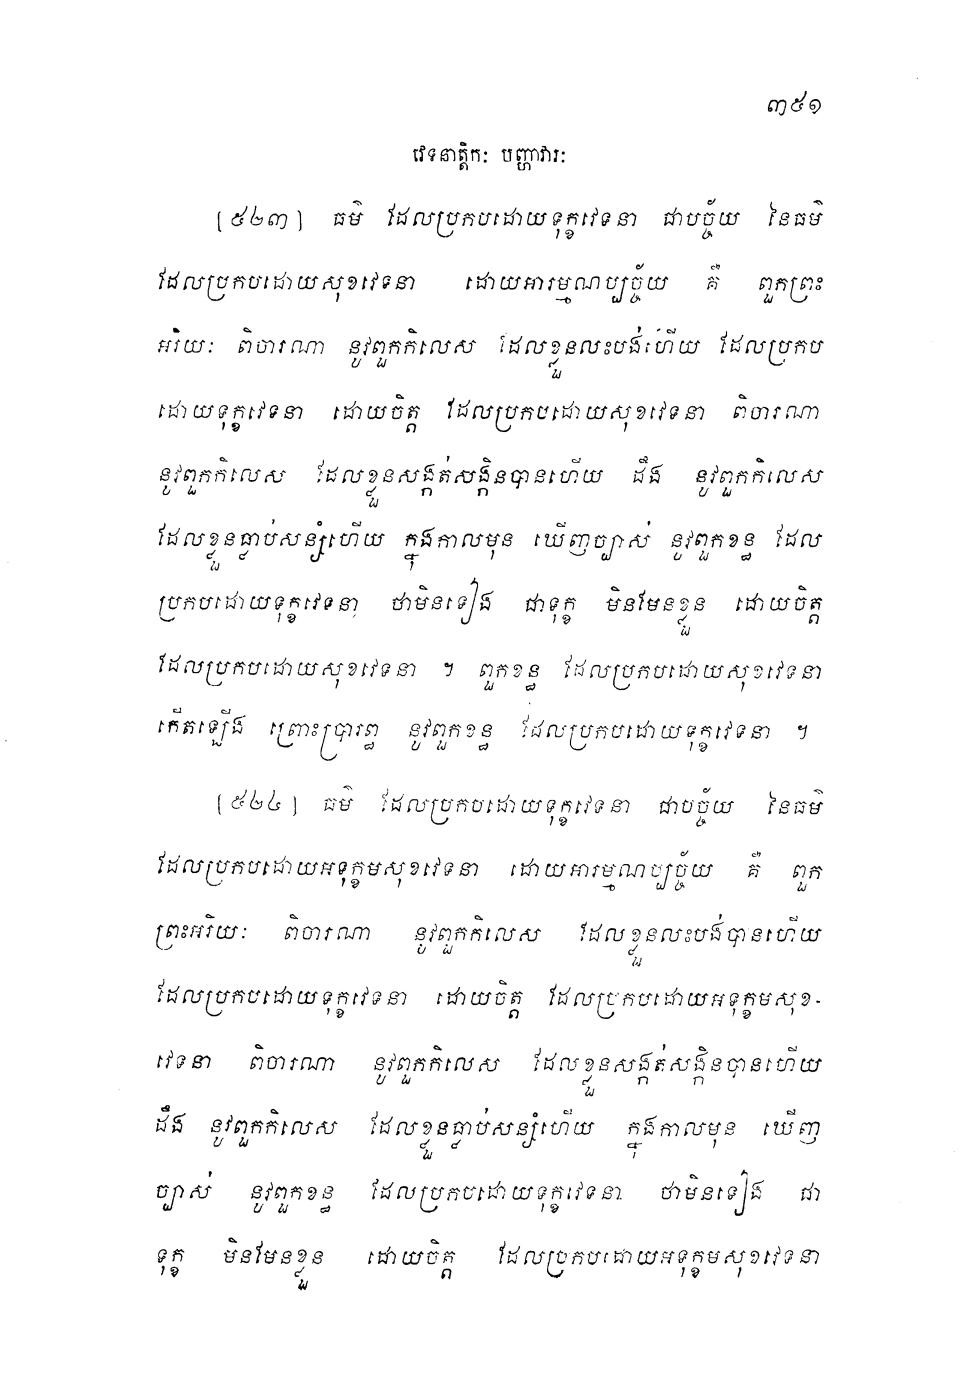 ៣៥១
វេទនាត្តិកៈ បញ្ហាវារៈ
[៥២៣] ធម៌ ដែលប្រកបដោយទុក្ខវេទនា ជាបច្ច័យ នៃធម៌
ដែលប្រកបដោយសុខវេទនា ដោយអារម្មណប្បច្ច័យ គឺ ពួកព្រះ
អរិយៈ ពិចារណា នូវពួកកិលេស ដែលខ្លួនលះបង់ហើយ ដែលប្រកប
ដោយទុក្ខវេទនា ដោយចិត្ត ដែលប្រកបដោយសុខវេទនា ពិចារណា
នូវពួកកិលេស ដែលខ្លួនសង្កត់សង្កិនបានហើយ ដឹង នូវពួកកិលេស
ដែលខ្លួនធ្លាប់សន្សំហើយ ក្នុងកាលមុន ឃើញច្បាស់ នូវពួកខន្ធ ដែល
ប្រកបដោយទុក្ខវេទនា ថាមិនទៀង ជាទុក្ខ មិនមែនខ្លួន ដោយចិត្ត
ដែលប្រកបដោយសុខវេទនា ។ ពួកខន្ធ ដែលប្រកបដោយសុខវេទនា
កើតឡើង ព្រោះប្រារព្ធ នូវពួកខន្ធ ដែលប្រកបដោយទុក្ខវេទនា ។
[៥២៤] ធម៌ ដែលប្រកបដោយទុក្ខវេទនា ជាបច្ច័យ នៃធម៌
ដែលប្រកបដោយអទុក្ខមសុខវេទនា ដោយអារម្មណប្បច្ច័យ គឺ ពួក
ព្រះអរិយៈ ពិចារណា នូវពួកកិលេស ដែលខ្លួនលះបង់បានហើយ
ដែលប្រកបដោយទុក្ខវេទនា ដោយចិត្ត ដែលប្រកបដោយអទុក្ខមសុខ-
វេទនា ពិចារណា នូវពួកកិលេស ដែលខ្លួនសង្កត់សង្កិនបានហើយ
ដឹង នូវពួកកិលេស ដែលខ្លួនធ្លាប់សន្សំហើយ ក្នុងកាលមុន ឃើញ
ច្បាស់ នូវពួកខន្ធ ដែលប្រកបដោយទុក្ខវេទនា ថាមិនទៀង ជា
ទុក្ខ មិនមែនខ្លួន ដោយចិត្ត ដែលប្រកបដោយអទុក្ខមសុខវេទនា